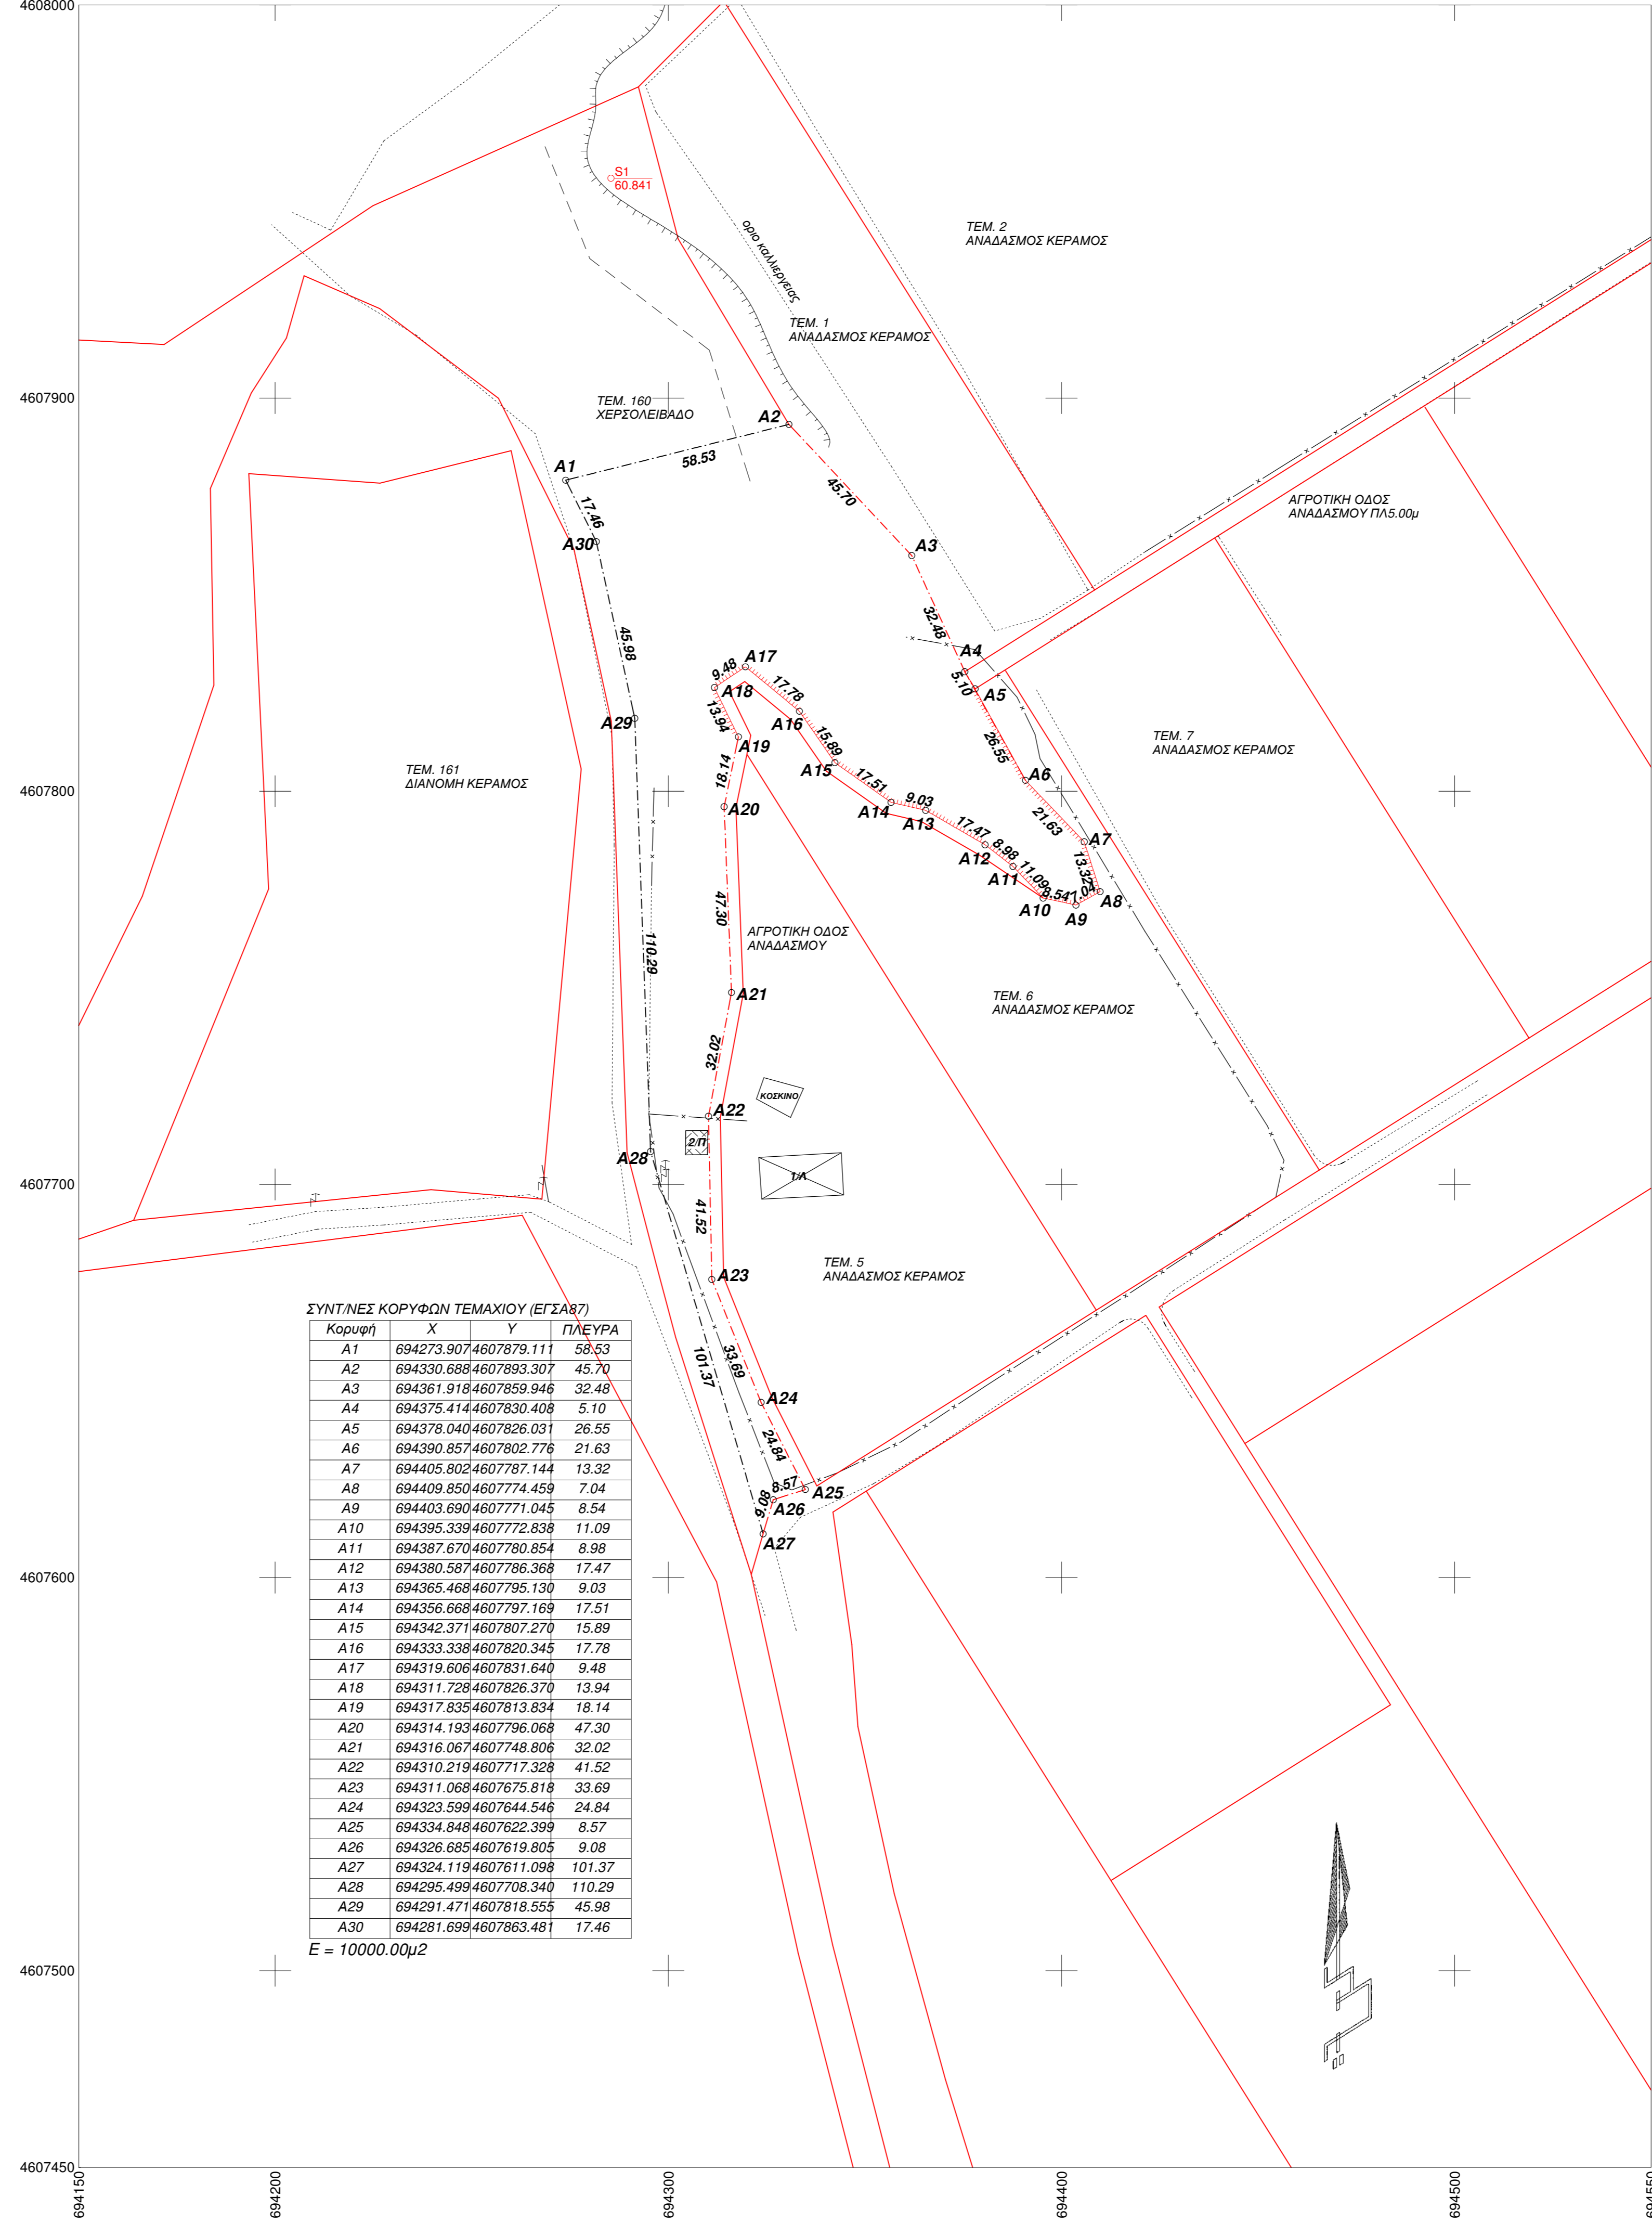 4608000
S1
60.841
ΤΕΜ. 2
ΑΝΑΔΑΣΜΟΣ ΚΕΡΑΜΟΣ
οριο καλλιεργειας
ΤΕΜ. 1
ΑΝΑΔΑΣΜΟΣ ΚΕΡΑΜΟΣ
4607900
ΤΕΜ. 160
ΧΕΡΣΟΛΕΙΒΑΔΟ
A2
58.53
A1
45.70
17.46
ΑΓΡΟΤΙΚΗ ΟΔΟΣ
ΑΝΑΔΑΣΜΟΥ ΠΛ5.00μ
A30
A3
32.48
45.98
A4
A17
9.48
5.10
A5
A18
17.78
13.94
A29
A16
26.55
15.89
A19
ΤΕΜ. 7
ΑΝΑΔΑΣΜΟΣ ΚΕΡΑΜΟΣ
ΤΕΜ. 161
ΔΙΑΝΟΜΗ ΚΕΡΑΜΟΣ
A15
A6
18.14
17.51
4607800
9.03
A20
A14
A13
21.63
17.47
A7
8.98
A12
13.32
A11
11.09
8.54
7.04
A8
A10
A9
47.30
110.29
ΑΓΡΟΤΙΚΗ ΟΔΟΣ
ΑΝΑΔΑΣΜΟΥ
A21
ΤΕΜ. 6
ΑΝΑΔΑΣΜΟΣ ΚΕΡΑΜΟΣ
32.02
ΚΟΣΚΙΝΟ
A22
2/Π
A28
1/Λ
4607700
41.52
ΤΕΜ. 5
ΑΝΑΔΑΣΜΟΣ ΚΕΡΑΜΟΣ
A23
101.37
33.69
A24
24.84
8.57
A25
9.08
A26
A27
ΣΥΝΤ/ΝΕΣ ΚΟΡΥΦΩΝ ΤΕΜΑΧΙΟΥ (ΕΓΣΑ87)
Κορυφή X Y ΠΛΕΥΡΑ
A1 694273.907 4607879.111 58.53
A2 694330.688 4607893.307 45.70
A3 694361.918 4607859.946 32.48
A4 694375.414 4607830.408 5.10
A5 694378.040 4607826.031 26.55
A6 694390.857 4607802.776 21.63
A7 694405.802 4607787.144 13.32
A8 694409.850 4607774.459 7.04
A9 694403.690 4607771.045 8.54
A10 694395.339 4607772.838 11.09
A11 694387.670 4607780.854 8.98
A12 694380.587 4607786.368 17.47
A13 694365.468 4607795.130 9.03
A14 694356.668 4607797.169 17.51
A15 694342.371 4607807.270 15.89
A16 694333.338 4607820.345 17.78
A17 694319.606 4607831.640 9.48
A18 694311.728 4607826.370 13.94
A19 694317.835 4607813.834 18.14
A20 694314.193 4607796.068 47.30
A21 694316.067 4607748.806 32.02
A22 694310.219 4607717.328 41.52
A23 694311.068 4607675.818 33.69
A24 694323.599 4607644.546 24.84
A25 694334.848 4607622.399 8.57
A26 694326.685 4607619.805 9.08
A27 694324.119 4607611.098 101.37
A28 694295.499 4607708.340 110.29
A29 694291.471 4607818.555 45.98
A30 694281.699 4607863.481 17.46
E = 10000.00μ2
4607600
4607500
4607450
694150
694200
694300
694400
694500
694550